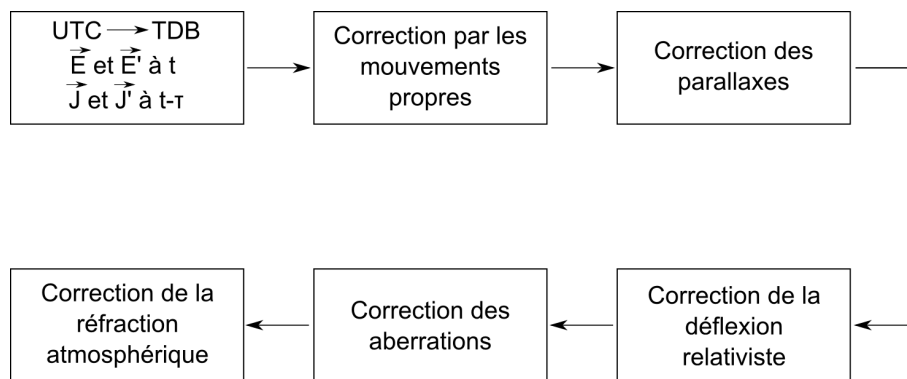 UTC → TDB
E et E' à t
J et J' à t-τ
Correction par les
mouvements
propres
Correction des
parallaxes
Correction de la
déflexion
relativiste
Correction des
aberrations
Correction de la
réfraction
atmosphérique